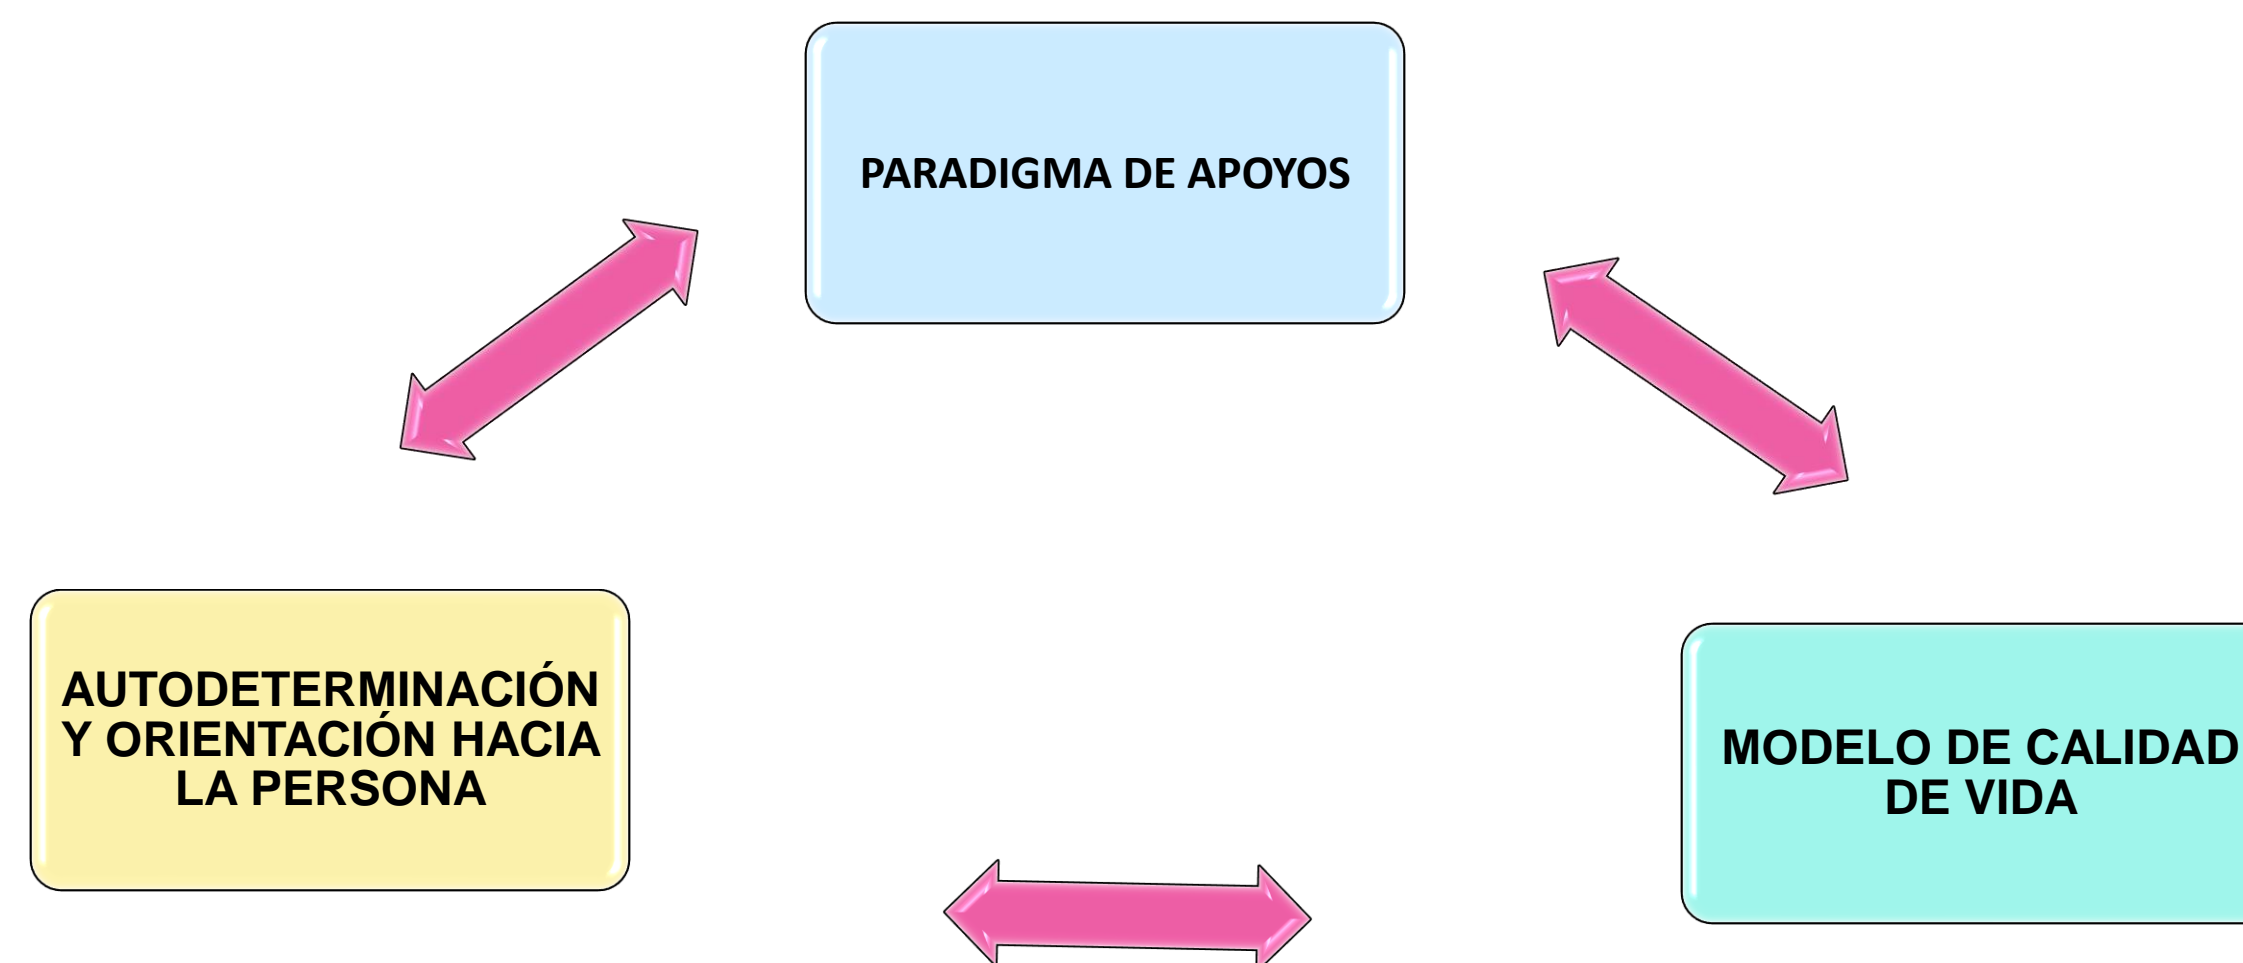 PARADIGMA DE APOYOS
AUTODETERMINACIÓN
Y ORIENTACIÓN HACIA
LA PERSONA
MODELO DE CALIDAD
DE VIDA